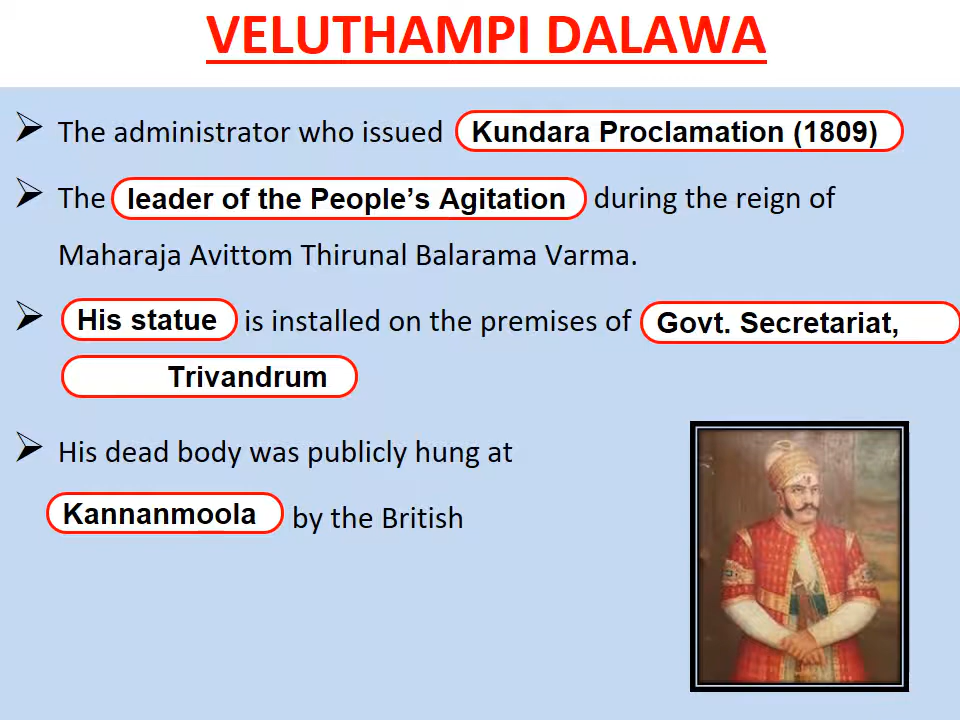 VELUTHAMPI DALAWA
The administrator who issued Kundara Proclamation (1809)
The leader of the People’s Agitation during the reign of
Maharaja Avittom Thirunal Balarama Varma.
His statue is installed on the premises of Govt. Secretariat,
Trivandrum
His dead body was publicly hung at
Kannanmoola by the British